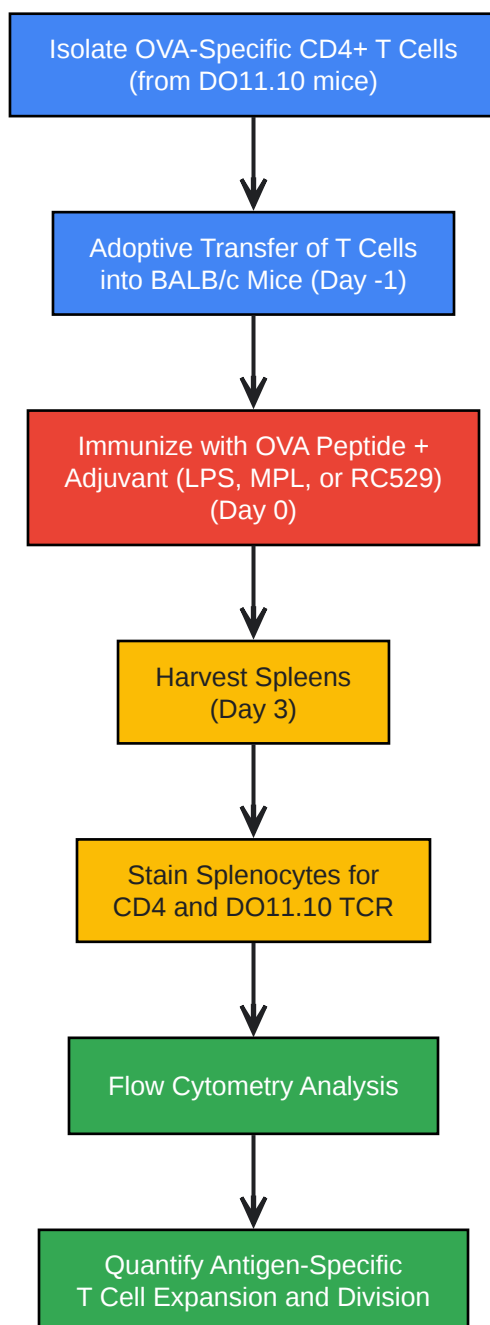 Isolate OVA-Specific CD4+ T Cells
(from DO11.10 mice)
Adoptive Transfer of T Cells
into BALB/c Mice (Day -1)
Immunize with OVA Peptide +
Adjuvant (LPS, MPL, or RC529)
(Day 0)
Harvest Spleens
(Day 3)
Stain Splenocytes for
CD4 and DO11.10 TCR
Flow Cytometry Analysis
Quantify Antigen-Specific
T Cell Expansion and Division